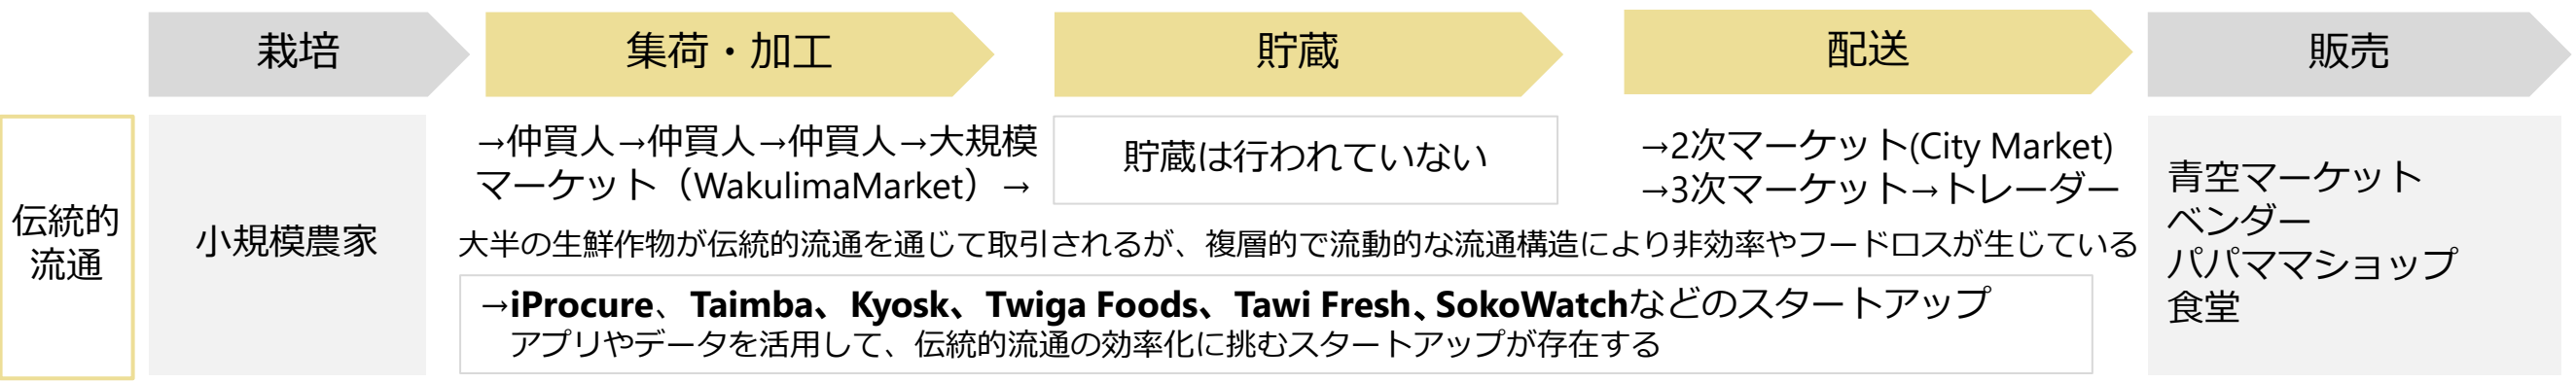 栽培
集荷・加工
貯蔵
配送
販売
伝統的
流通
小規模農家
→仲買人→仲買人→仲買人→大規模
マーケット（WakulimaMarket）→
貯蔵は行われていない
→2次マーケット(City Market)
→3次マーケット→トレーダー
大半の生鮮作物が伝統的流通を通じて取引されるが、複層的で流動的な流通構造により非効率やフードロスが生じている
→iProcure、Taimba、Kyosk、Twiga Foods、Tawi Fresh、SokoWatchなどのスタートアップ
アプリやデータを活用して、伝統的流通の効率化に挑むスタートアップが存在する
青空マーケット
ベンダー
パパママショップ
食堂